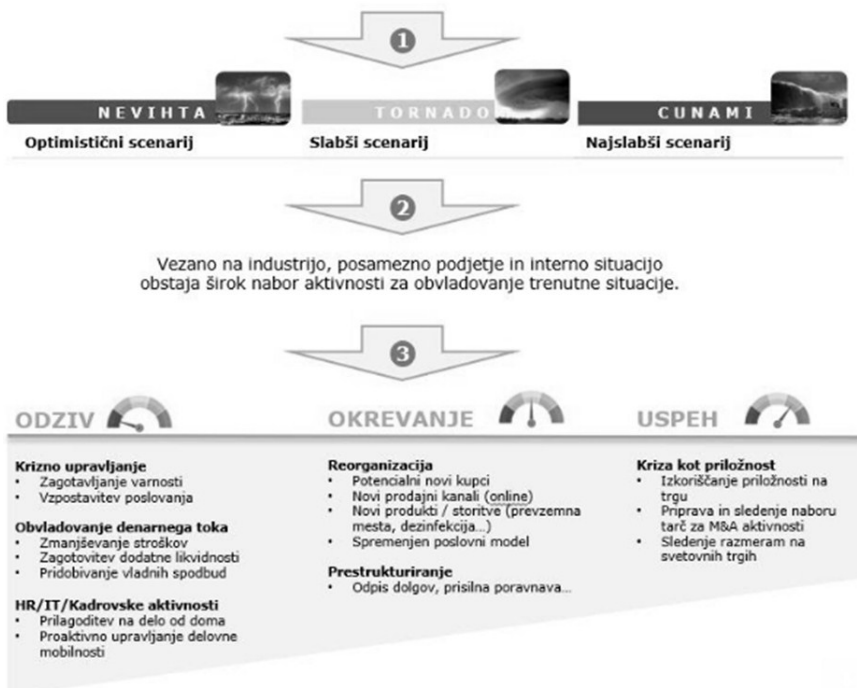 1
NEVIHTA
TORNADO
CUNAMI
Optimistični scenarij
Slabši scenarij
Najslabši scenarij
2
Vezano na industrijo, posamezno podjetje in interno situacijo
obstaja širok nabor aktivnosti za obvladovanje trenutne situacije.
3
ODZIV
Krizno upravljanje
• Zagotavljanje varnosti
• Vzpostavitev poslovanja
Obvladovanje denarnega toka
• Zmanjševanje stroškov
• Zagotovitev dodatne likvidnosti
• Pridobivanje vladnih spodbud
HR/IT/Kadrovske aktivnosti
• Prilagoditev na delo od doma
• Proaktivno upravljanje delovne
mobilnosti
OKREVANJE
Reorganizacija
• Potencialni novi kupci
• Novi prodajni kanali (online)
• Novi produkti / storitve (prevzemna
mesta, dezinfekcija...)
• Spremenjen poslovni model
Prestrukturiranje
• Odpis dolgov, prisilna poravnava...
USPEH
Kriza kot priložnost
• Izkoriščanje priložnosti na
trgu
• Priprava in sledenje naboru
tarč za M&A aktivnosti
• Sledenje razmeram na
svetovnih trgih